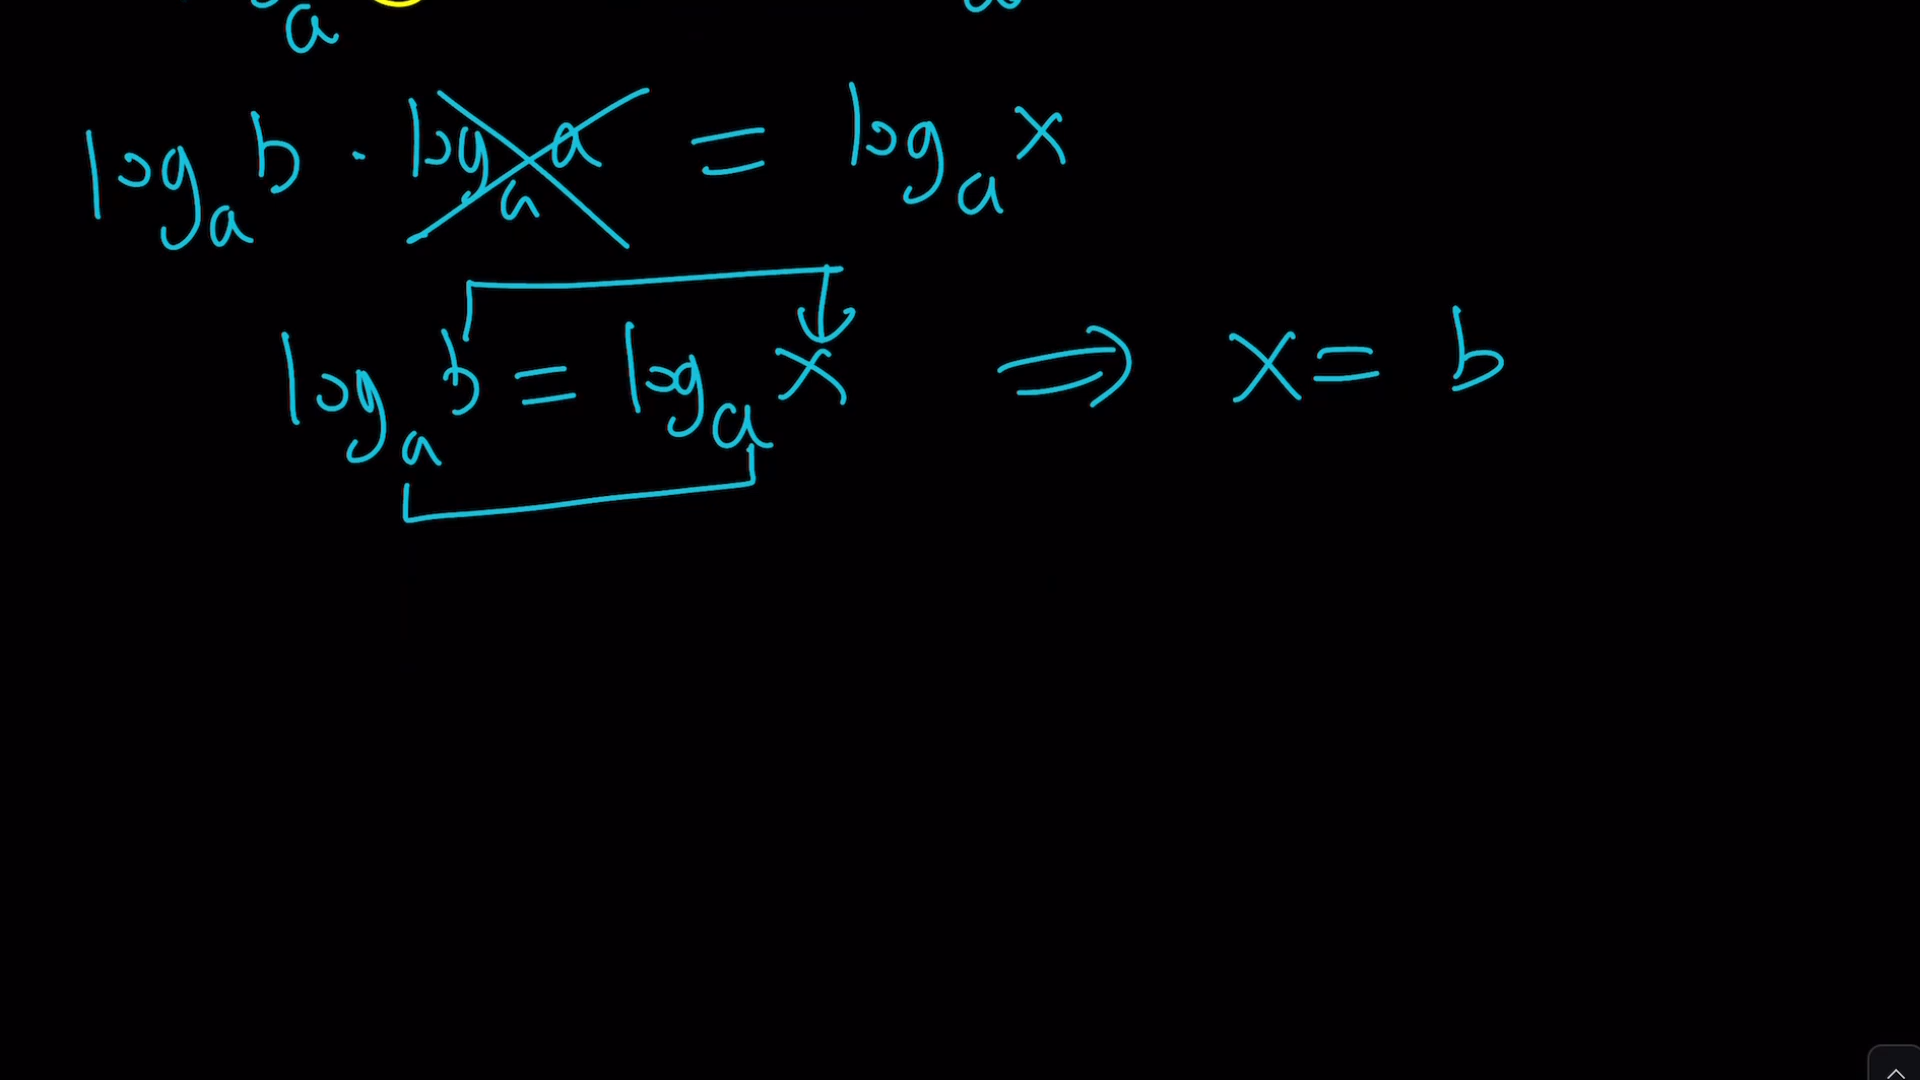 a
log_a b · log_a a = log_a x
log_a b = log_a x ⇒ x = b